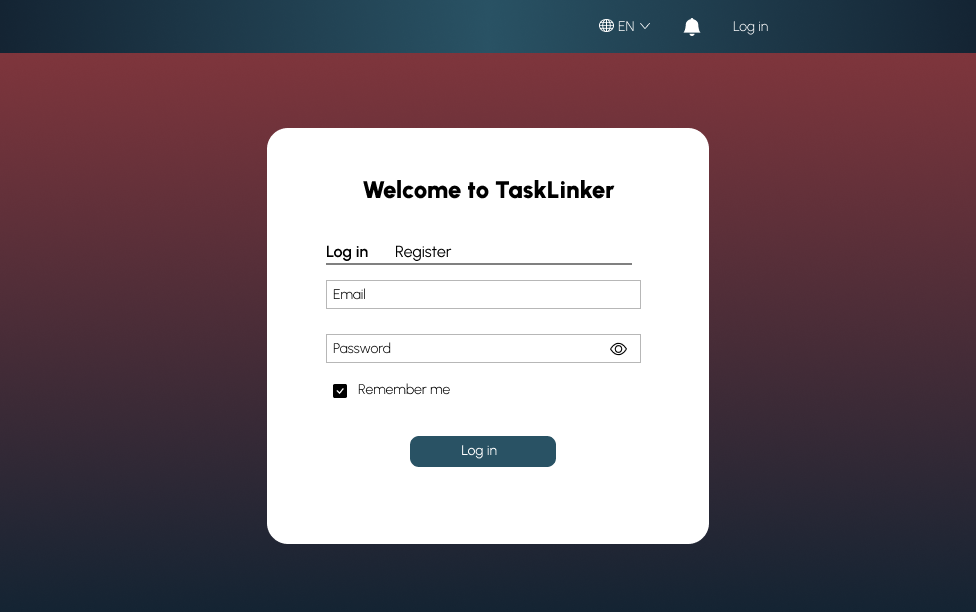 EN Log in
Welcome to TaskLinker
Log in Register
Email
Password
Remember me
Log in